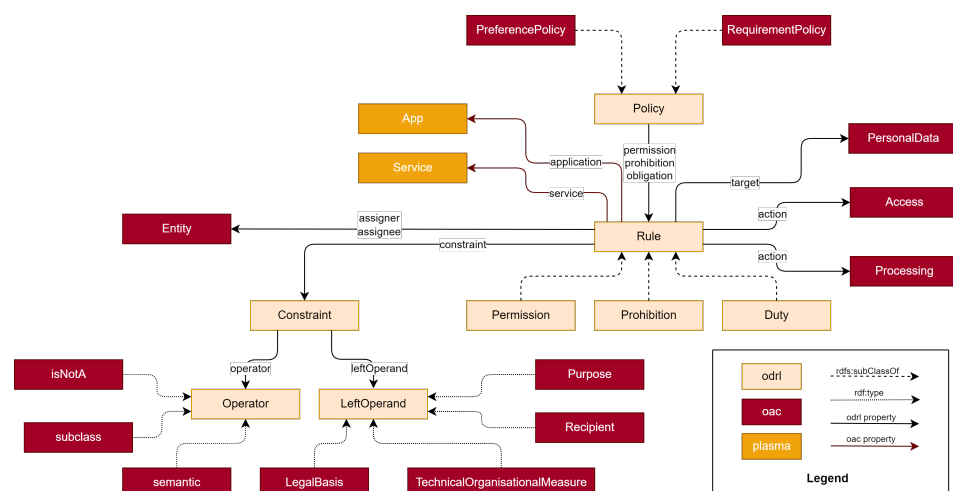 PreferencePolicy
RequirementPolicy
Policy
App
permission
prohibition
obligation
PersonalData
application
Service
target
service
Access
assigner
assignee
action
Entity
Rule
constraint
action
Processing
Constraint
Permission
Prohibition
Duty
operator
leftOperand
isNotA
Purpose
Operator
LeftOperand
subclass
Recipient
semantic
LegalBasis
TechnicalOrganisationalMeasure
odrl
rdfs:subClassOf
rdf:type
oac
odrl property
plasma
oac property
Legend